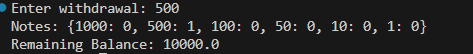 Enter withdrawal: 500
Notes: {1000: 0, 500: 1, 100: 0, 50: 0, 10: 0, 1: 0}
Remaining Balance: 10000.0